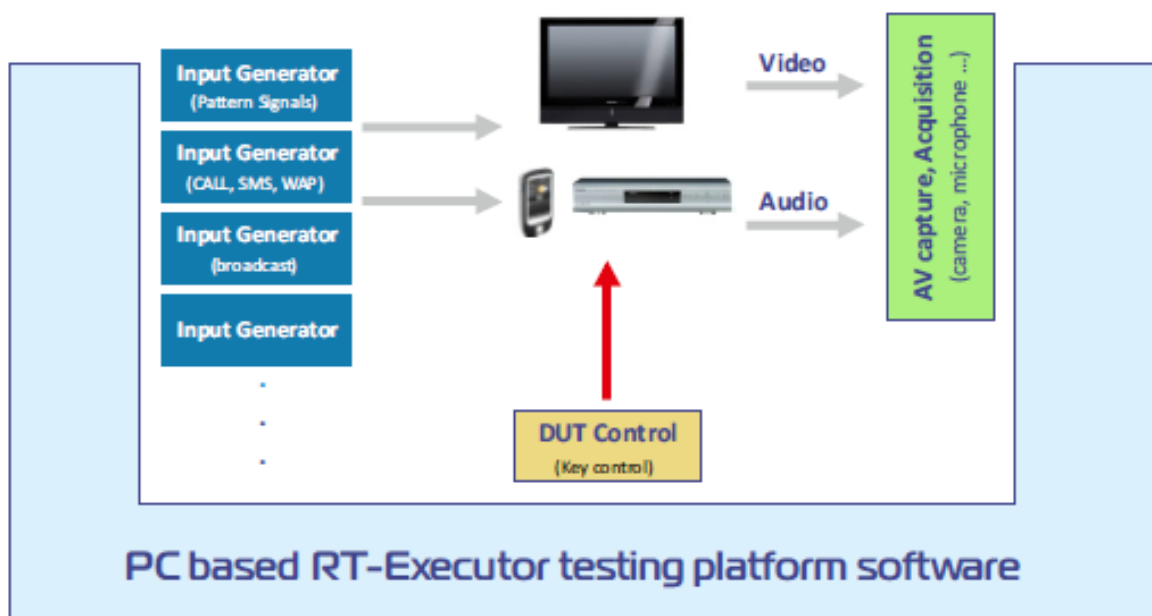 Input Generator
(Pattern Signals)
Input Generator
(CALL, SMS, WAP)
Input Generator
(broadcast)
Input Generator
.
.
.
Video
Audio
AV capture, Acquisition
(camera, microphone ...)
DUT Control
(Key control)
PC based RT-Executor testing platform software